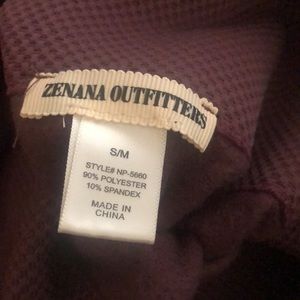 ZENANA OUTFITTERS
S/M
STYLE# NP-5660
90% POLYESTER
10% SPANDEX
MADE IN
CHINA